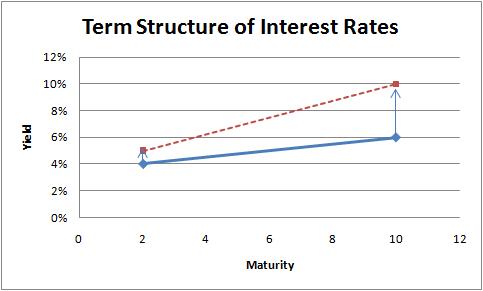 Term Structure of Interest Rates
12%
10%
8%
6%
4%
2%
0%
Yield
0 2 4 6 8 10 12
Maturity